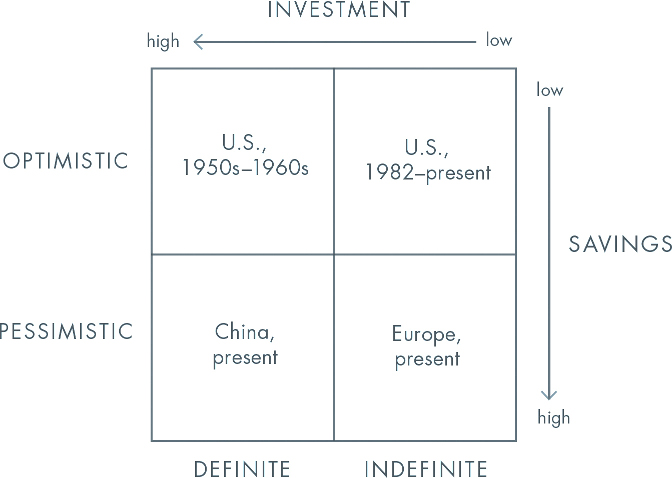 INVESTMENT
high
low
low
OPTIMISTIC
U.S.,
1950s–1960s
U.S.,
1982–present
SAVINGS
PESSIMISTIC
China,
present
Europe,
present
high
DEFINITE
INDEFINITE